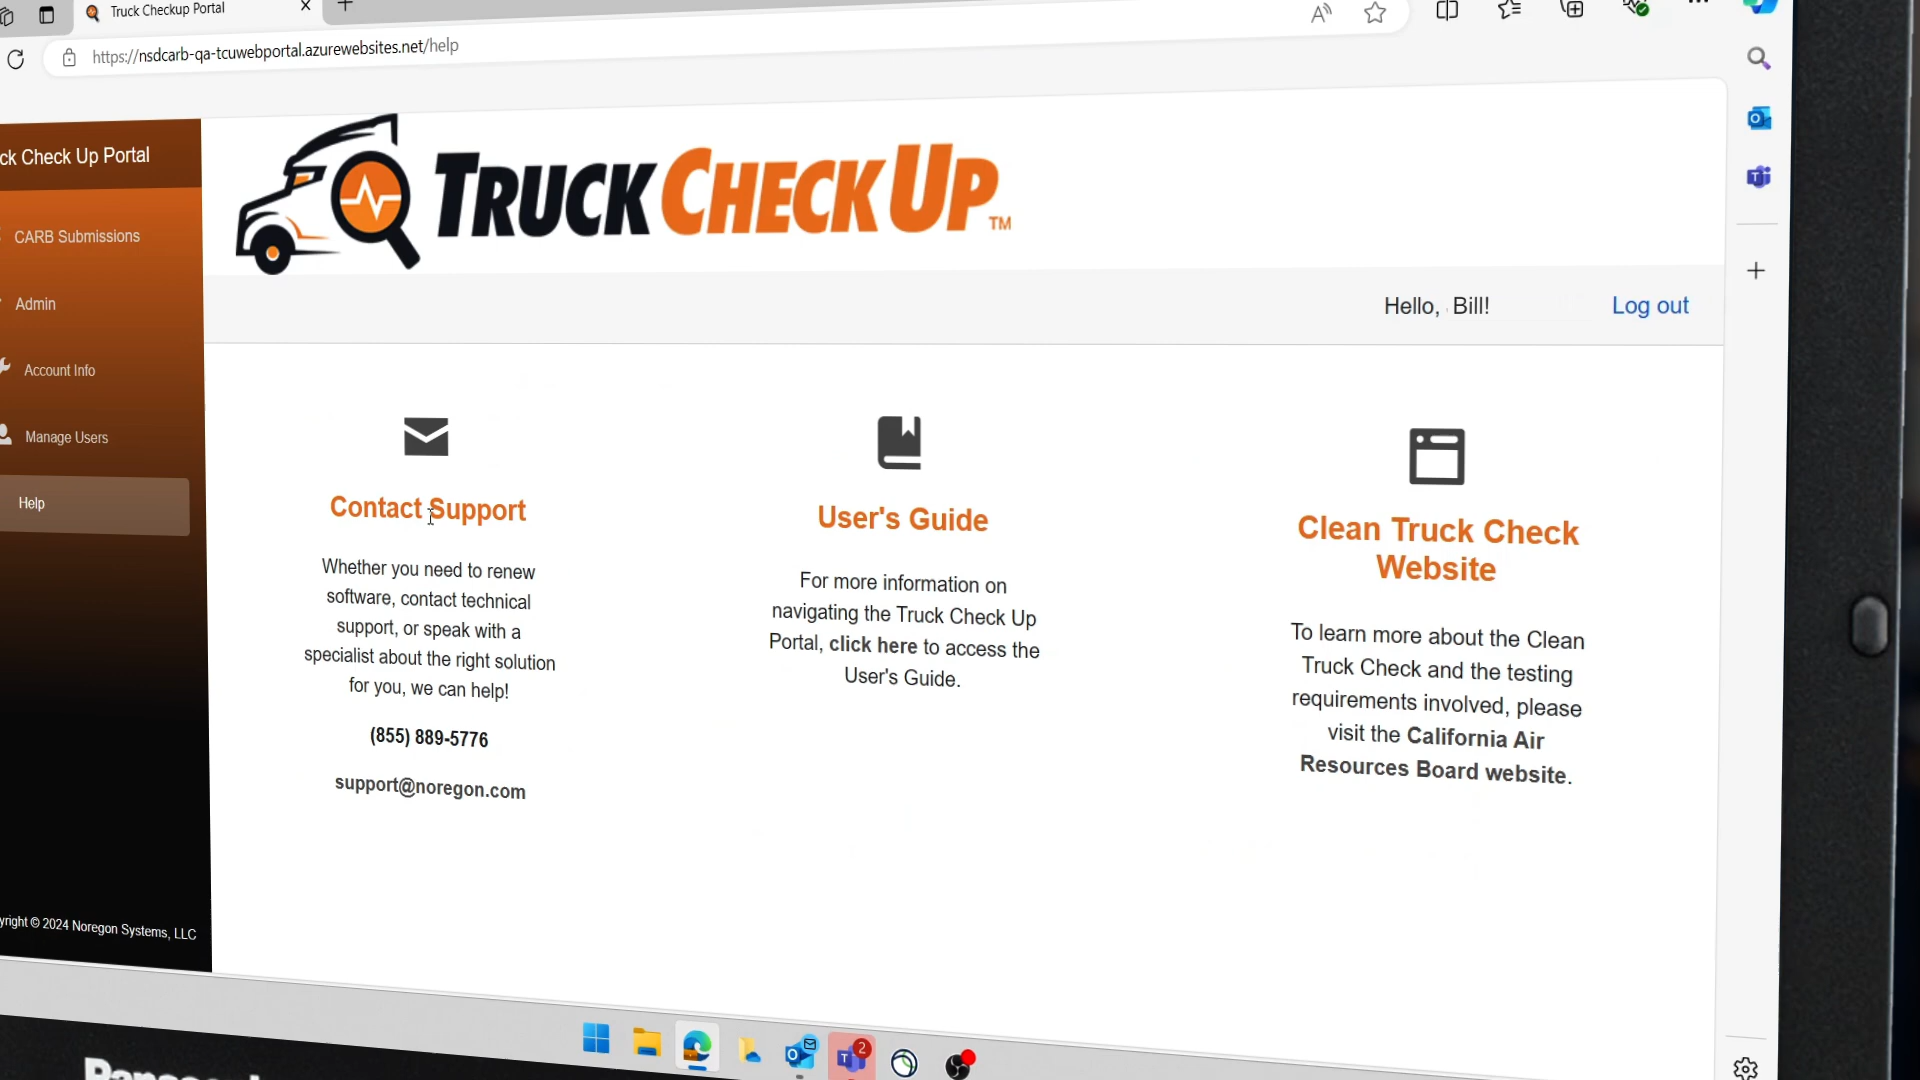 Truck Checkup Portal
https://nsdcarb-qa-tcuwebportal.azurewebsites.net/help
ck Check Up Portal
TRUCKCHECKUP™
CARB Submissions
Hello, Bill!
Log out
Admin
Account Info
Manage Users
Help
Contact Support
Whether you need to renew
software, contact technical
support, or speak with a
specialist about the right solution
for you, we can help!
(855) 889-5776
support@noregon.com
User's Guide
For more information on
navigating the Truck Check Up
Portal, click here to access the
User's Guide.
Clean Truck Check
Website
To learn more about the Clean
Truck Check and the testing
requirements involved, please
visit the California Air
Resources Board website.
yright © 2024 Noregon Systems, LLC
2